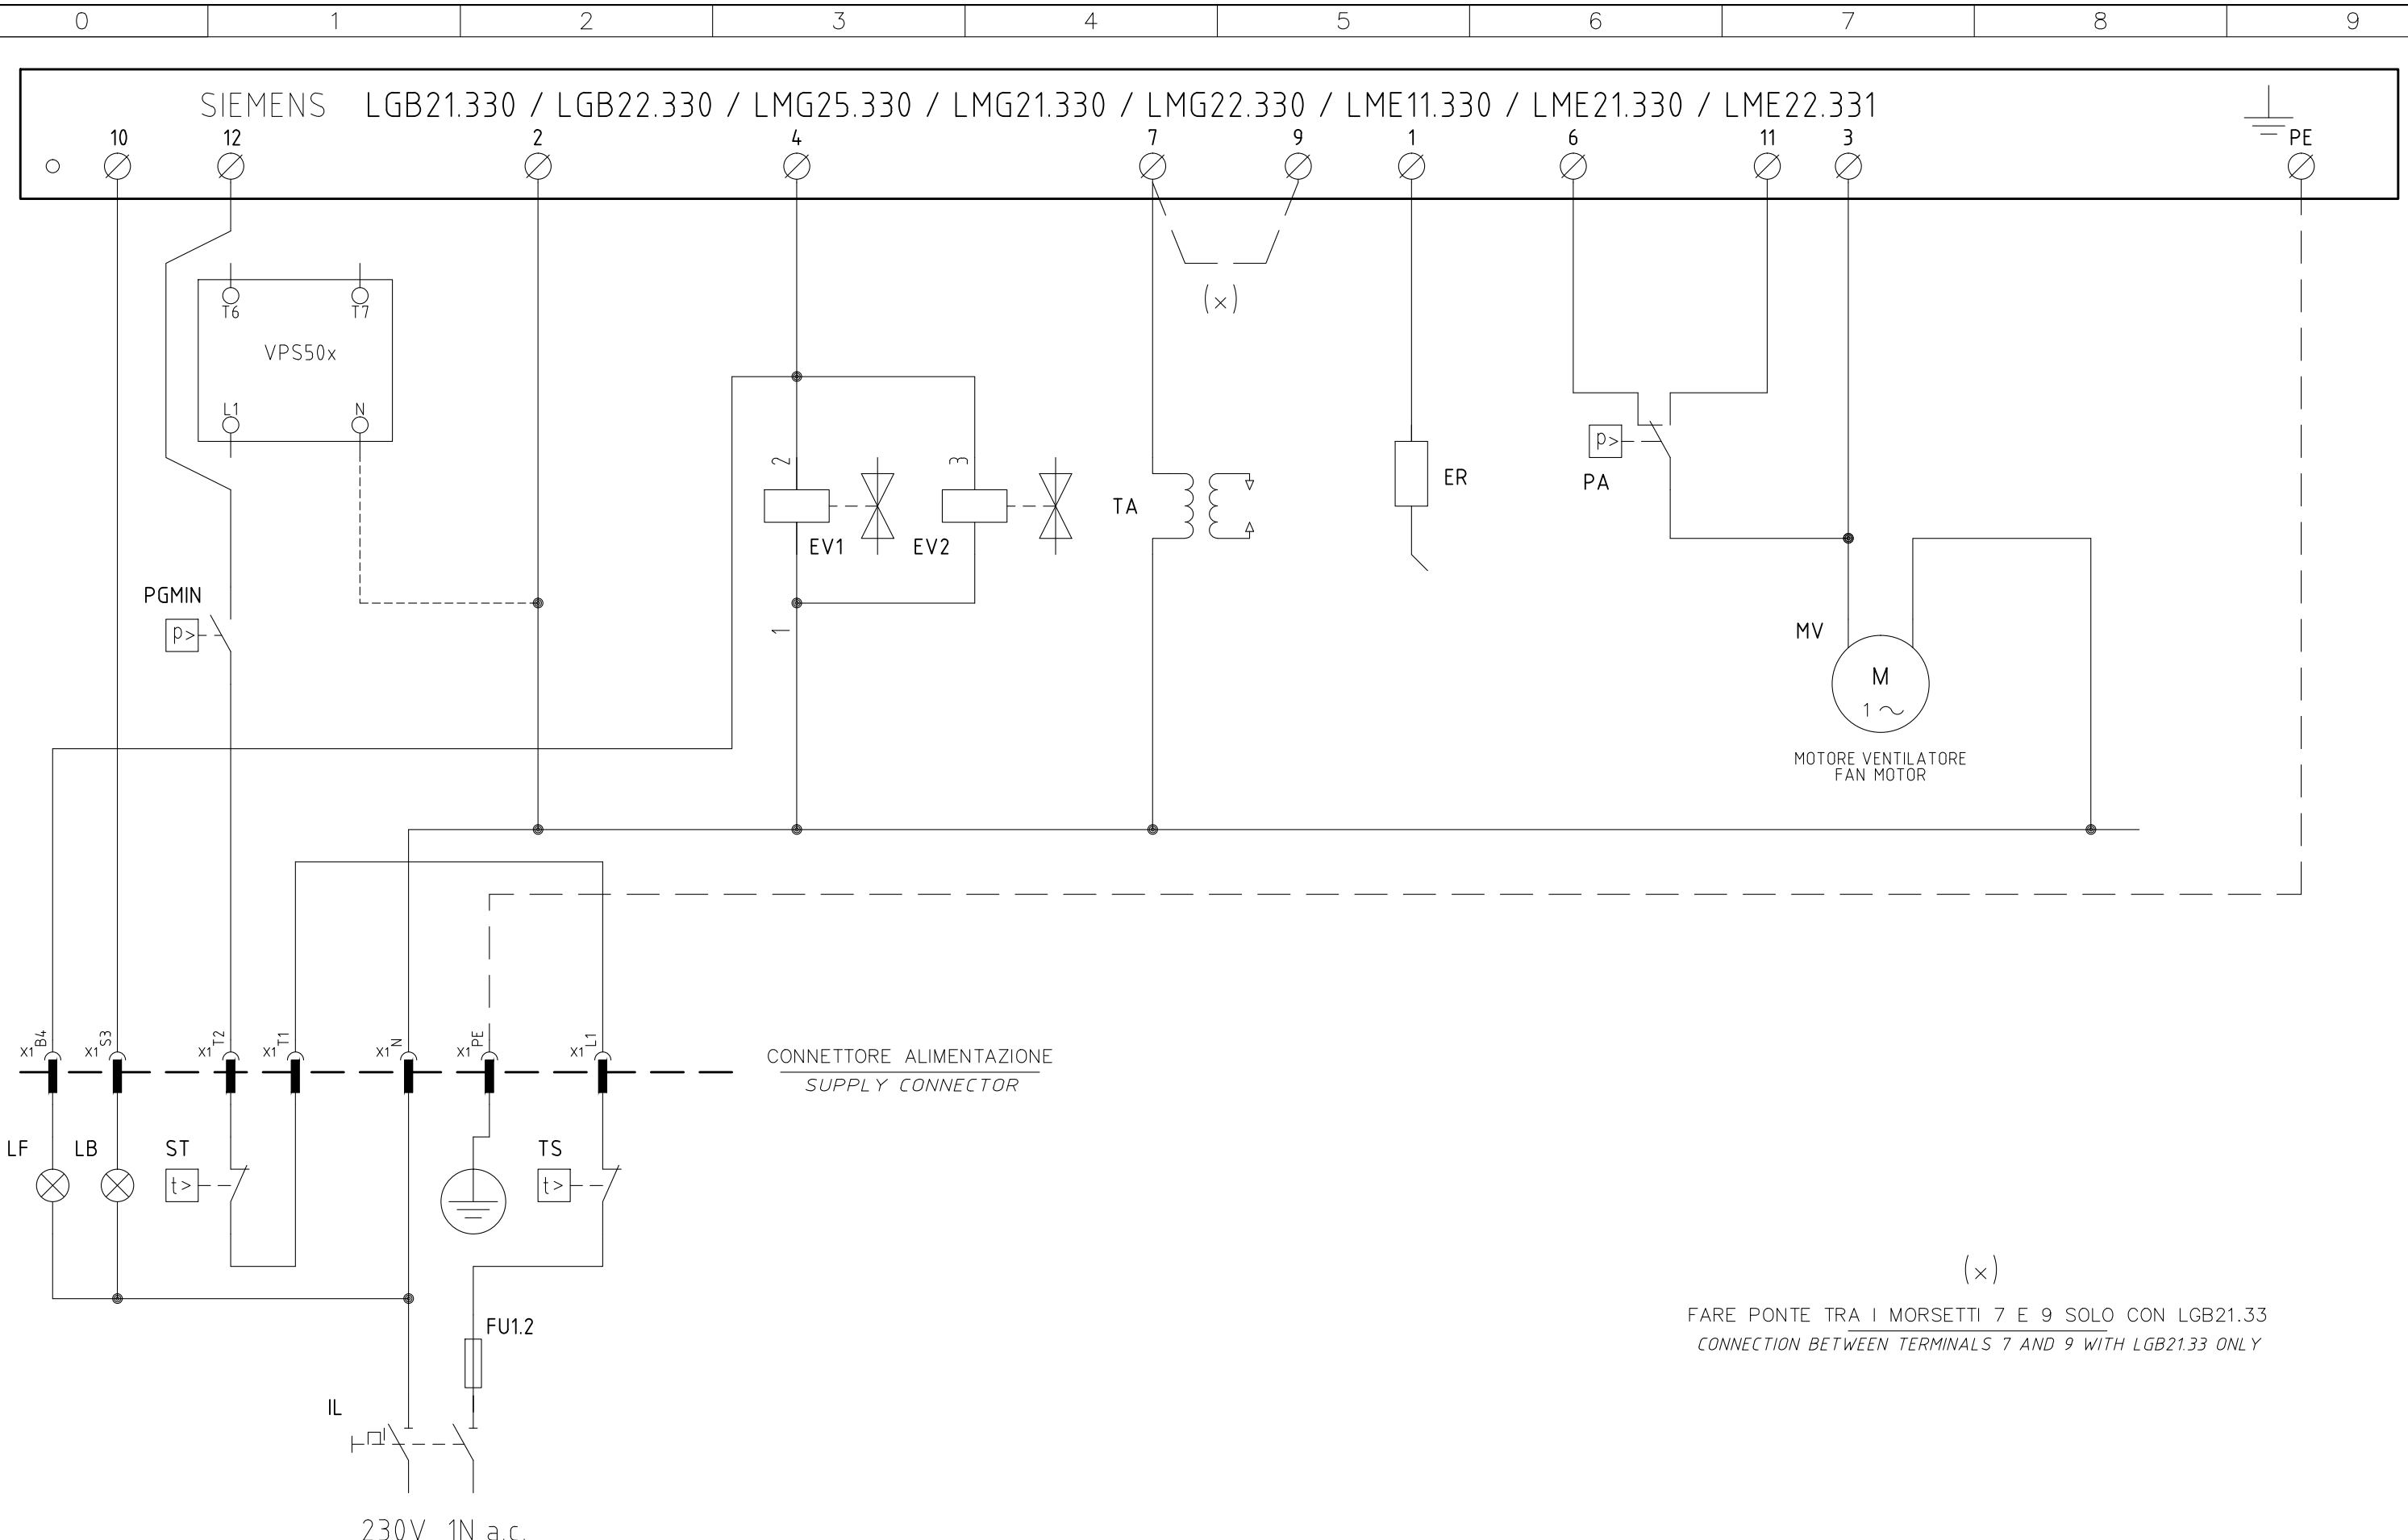 0 1 2 3 4 5 6 7 8 9
SIEMENS LGB21.330 / LGB22.330 / LMG25.330 / LMG21.330 / LMG22.330 / LME11.330 / LME21.330 / LME22.331
10 12 2 4 7 9 1 6 11 3 PE
T6 T7
(x)
VPS50x
L1 N
p>
PA
2 3
ER
TA
EV1 EV2
PGMIN
p>
1
MV
M
1
MOTORE VENTILATORE
FAN MOTOR
X1 B4 X1 S3 X1 T2 X1 T1 X1 N X1 PE X1 L1
CONNETTORE ALIMENTAZIONE
SUPPLY CONNECTOR
LF LB ST TS
t> t>
(x)
FARE PONTE TRA I MORSETTI 7 E 9 SOLO CON LGB21.33
CONNECTION BETWEEN TERMINALS 7 AND 9 WITH LGB21.33 ONLY
FU1.2
IL
230V 1N a.c.